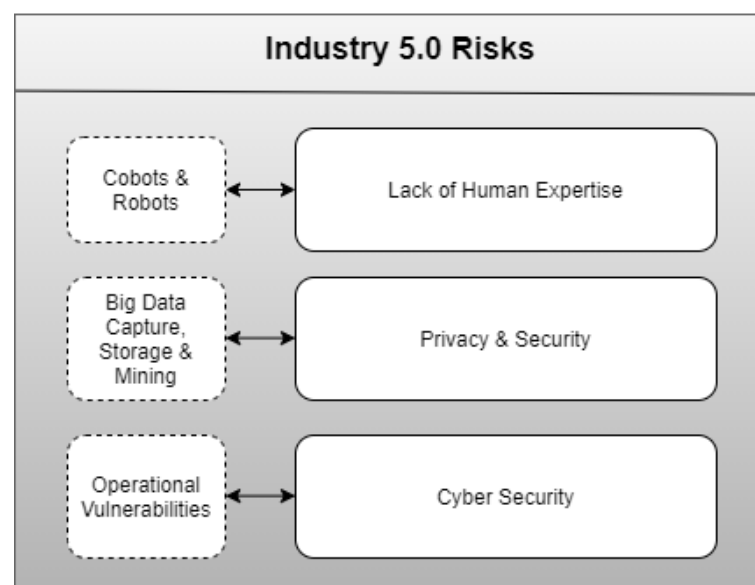 Industry 5.0 Risks
Cobots &
Robots
Lack of Human Expertise
Big Data
Capture,
Storage &
Mining
Privacy & Security
Operational
Vulnerabilities
Cyber Security